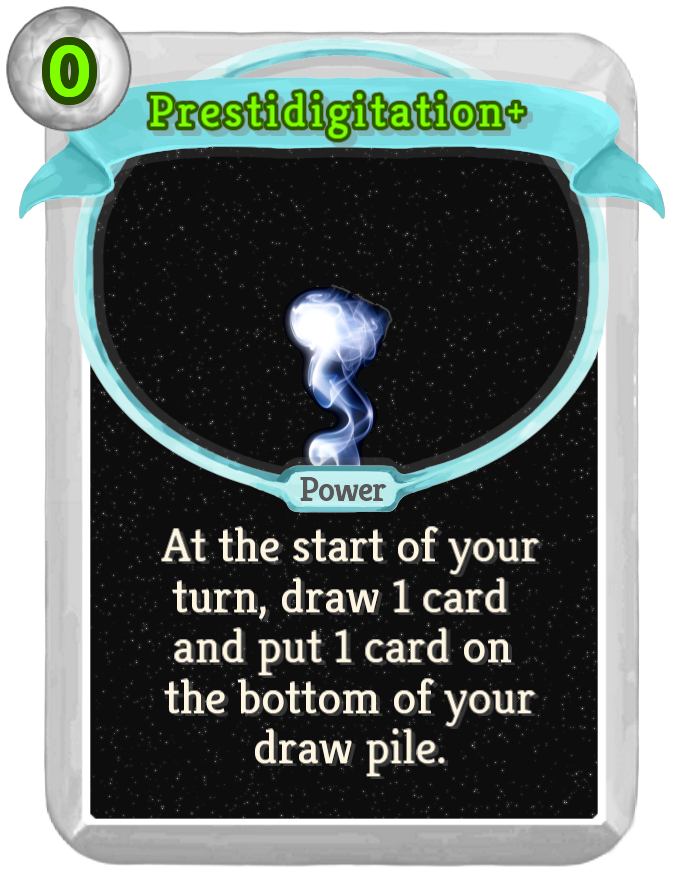 0
Prestidigitation+
Power
At the start of your
turn, draw 1 card
and put 1 card on
the bottom of your
draw pile.